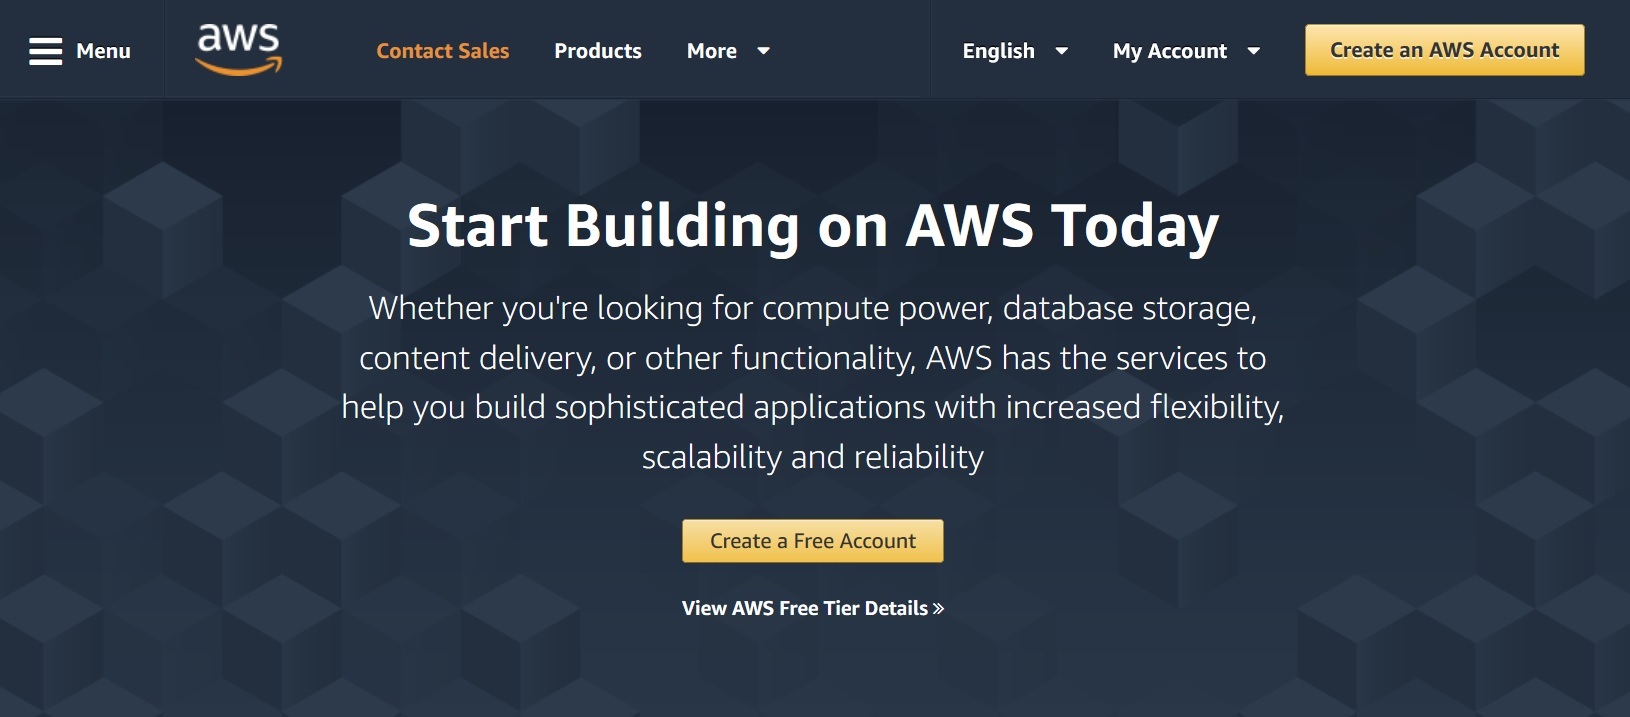 Menu
aws
Contact Sales
Products
More
English
My Account
Create an AWS Account
Start Building on AWS Today
Whether you're looking for compute power, database storage,
content delivery, or other functionality, AWS has the services to
help you build sophisticated applications with increased flexibility,
scalability and reliability
Create a Free Account
View AWS Free Tier Details »